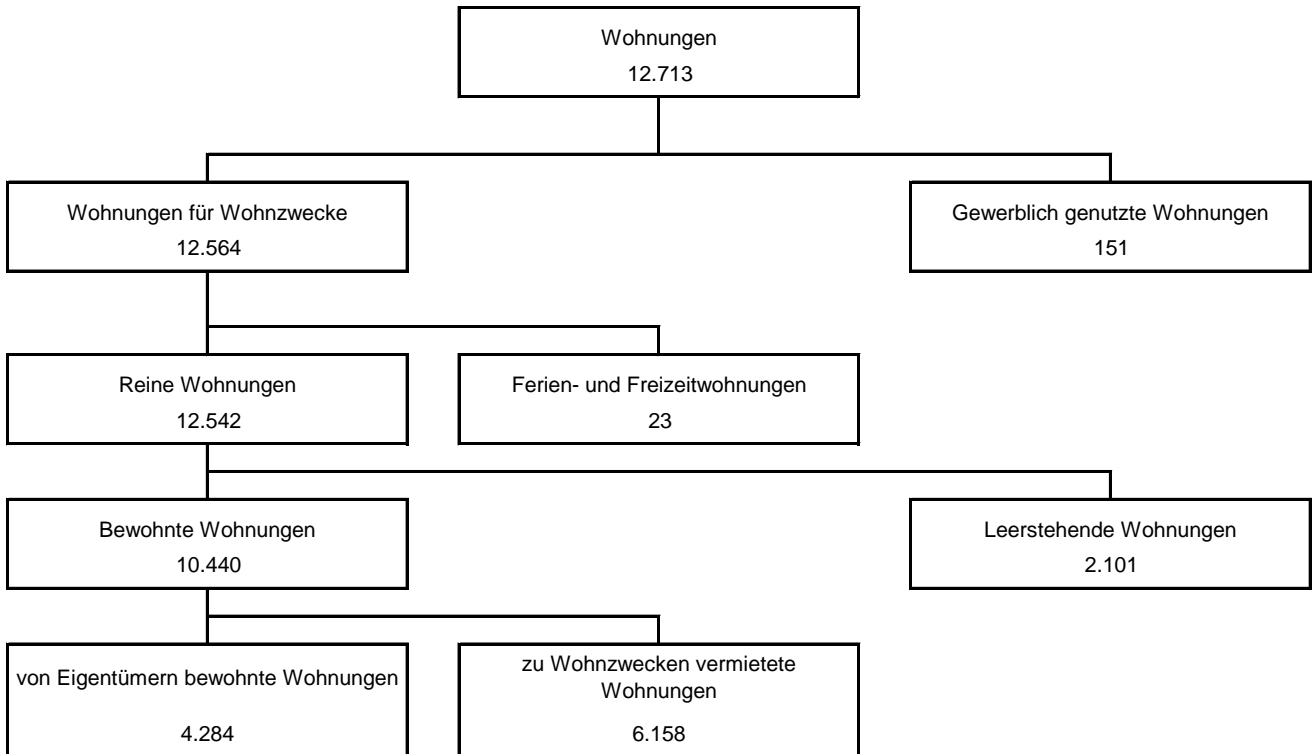 Wohnungen
12.713
Wohnungen für Wohnzwecke
12.564
Gewerblich genutzte Wohnungen
151
Reine Wohnungen
12.542
Ferien- und Freizeitwohnungen
23
Bewohnte Wohnungen
10.440
Leerstehende Wohnungen
2.101
von Eigentümern bewohnte Wohnungen
4.284
zu Wohnzwecken vermietete
Wohnungen
6.158